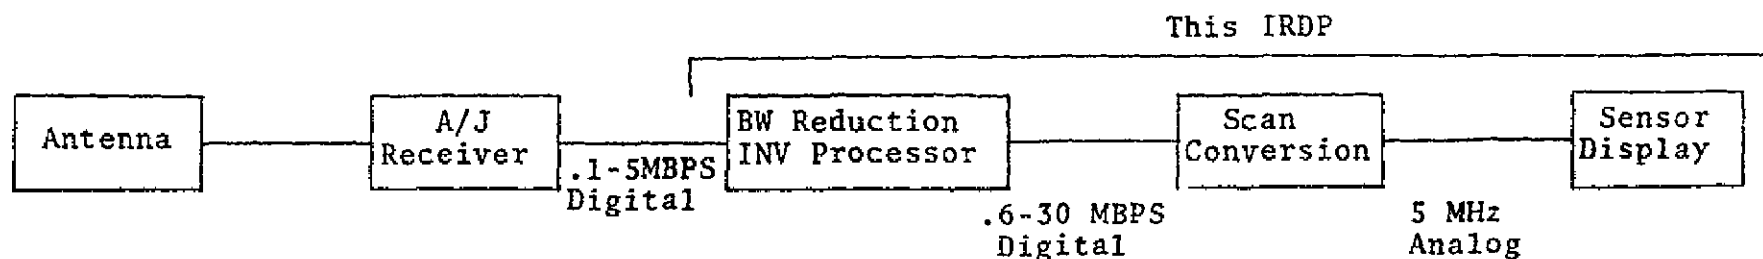 This IRDP
Antenna
A/J
Receiver
.1-5MBPS
Digital
BW Reduction
INV Processor
.6-30 MBPS
Digital
Scan
Conversion
5 MHz
Analog
Sensor
Display